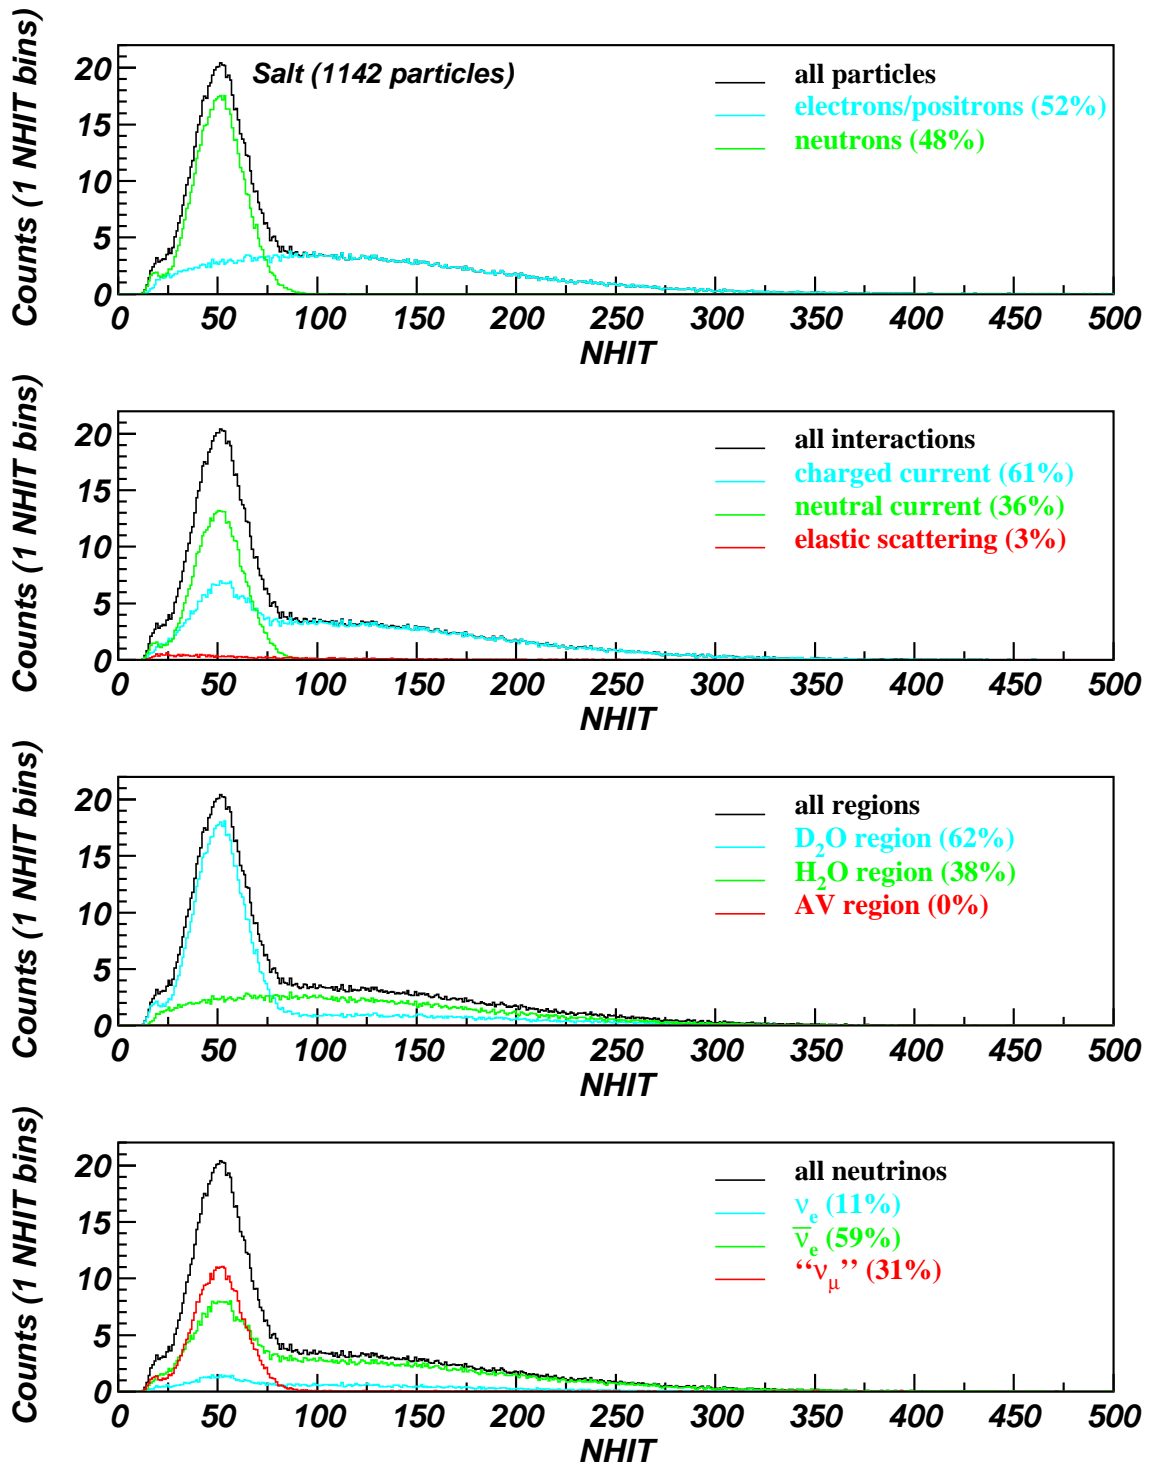 Counts (1 NHIT bins)
Salt (1142 particles)
all particles
electrons/positrons (52%)
neutrons (48%)
20
15
10
5
0
0 50 100 150 200 250 300 350 400 450 500
NHIT
Counts (1 NHIT bins)
all interactions
charged current (61%)
neutral current (36%)
elastic scattering (3%)
20
15
10
5
0
0 50 100 150 200 250 300 350 400 450 500
NHIT
Counts (1 NHIT bins)
all regions
D₂O region (62%)
H₂O region (38%)
AV region (0%)
20
15
10
5
0
0 50 100 150 200 250 300 350 400 450 500
NHIT
Counts (1 NHIT bins)
all neutrinos
νₑ (11%)
ν̅ₑ (59%)
“ν_μ” (31%)
20
15
10
5
0
0 50 100 150 200 250 300 350 400 450 500
NHIT